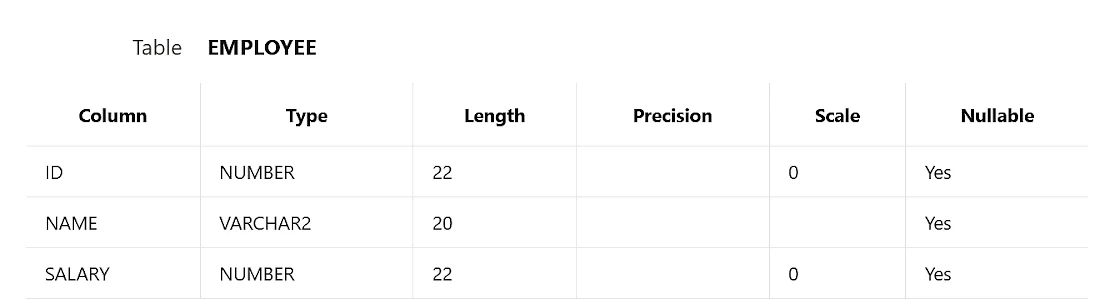 Table EMPLOYEE
Column Type Length Precision Scale Nullable
ID NUMBER 22 0 Yes
NAME VARCHAR2 20 Yes
SALARY NUMBER 22 0 Yes